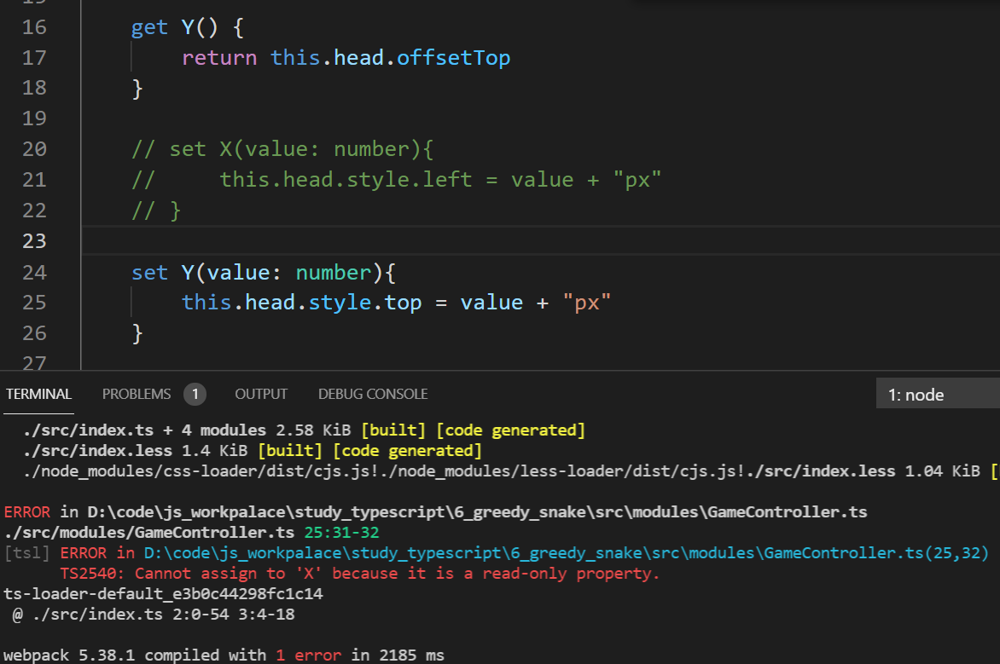 16 get Y() {
17 return this.head.offsetTop
18 }
19
20 // set X(value: number){
21 // this.head.style.left = value + "px"
22 // }
23
24 set Y(value: number){
25 this.head.style.top = value + "px"
26 }
27
TERMINAL PROBLEMS 1 OUTPUT DEBUG CONSOLE 1: node
./src/index.ts + 4 modules 2.58 KiB [built] [code generated]
./src/index.less 1.4 KiB [built] [code generated]
./node_modules/css-loader/dist/cjs.js!./node_modules/less-loader/dist/cjs.js!./src/index.less 1.04 KiB [
ERROR in D:\code\js_workpalace\study_typescript\6_greedy_snake\src\modules\GameController.ts
./src/modules/GameController.ts 25:31-32
[tsl] ERROR in D:\code\js_workpalace\study_typescript\6_greedy_snake\src\modules\GameController.ts(25,32)
TS2540: Cannot assign to 'X' because it is a read-only property.
ts-loader-default_e3b0c44298fc1c14
@ ./src/index.ts 2:0-54 3:4-18
webpack 5.38.1 compiled with 1 error in 2185 ms